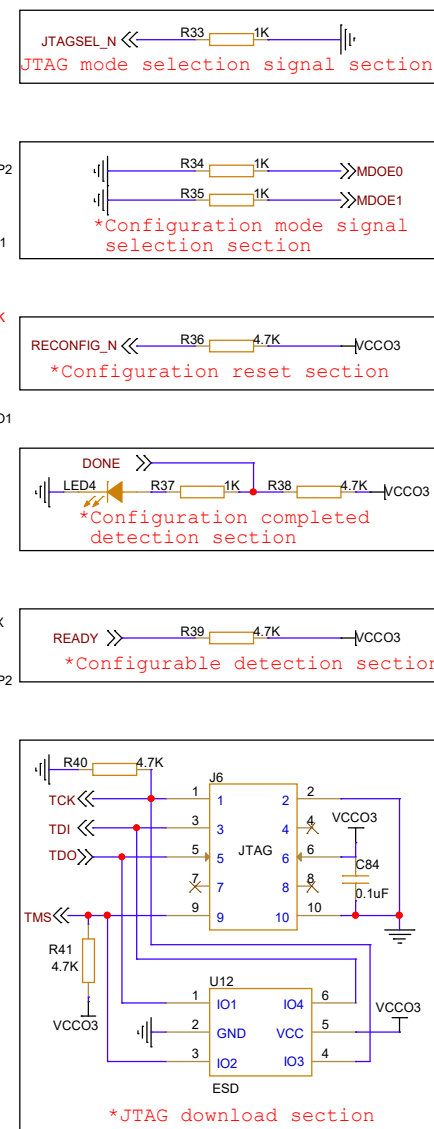 JTAGSEL_N R33 1K
JTAG mode selection signal section
P2
R34 1K MDOE0
R35 1K MDOE1
*Configuration mode signal
selection section
1
K
RECONFIG_N R36 4.7K VCCO3
*Configuration reset section
D1
DONE
LED4 R37 1K R38 4.7K VCCO3
*Configuration completed
detection section
X
READY R39 4.7K VCCO3
*Configurable detection section
P2
R40 4.7K
J6
TCK 1 1 2 2
VCCO3
TDI 3 3 4 4
JTAG
TDO 5 5 6 6
C84
7 7 8 8
0.1uF
TMS 9 9 10 10
R41
4.7K
VCCO3
U12
1 IO1 IO4 6
VCCO3
2 GND VCC 5
3 IO2 IO3 4
ESD
*JTAG download section